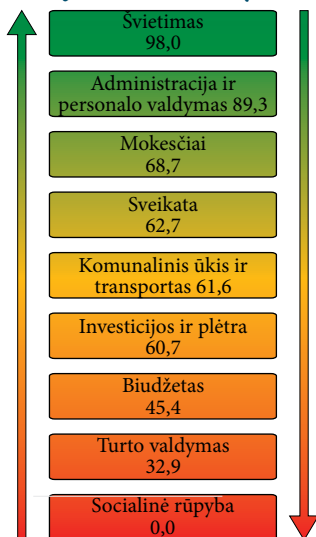 Švietimas
98,0
Administracija ir
personalo valdymas 89,3
Mokesčiai
68,7
Sveikata
62,7
Komunalinis ūkis ir
transportas 61,6
Investicijos ir plėtra
60,7
Biudžetas
45,4
Turto valdymas
32,9
Socialinė rūpyba
0,0